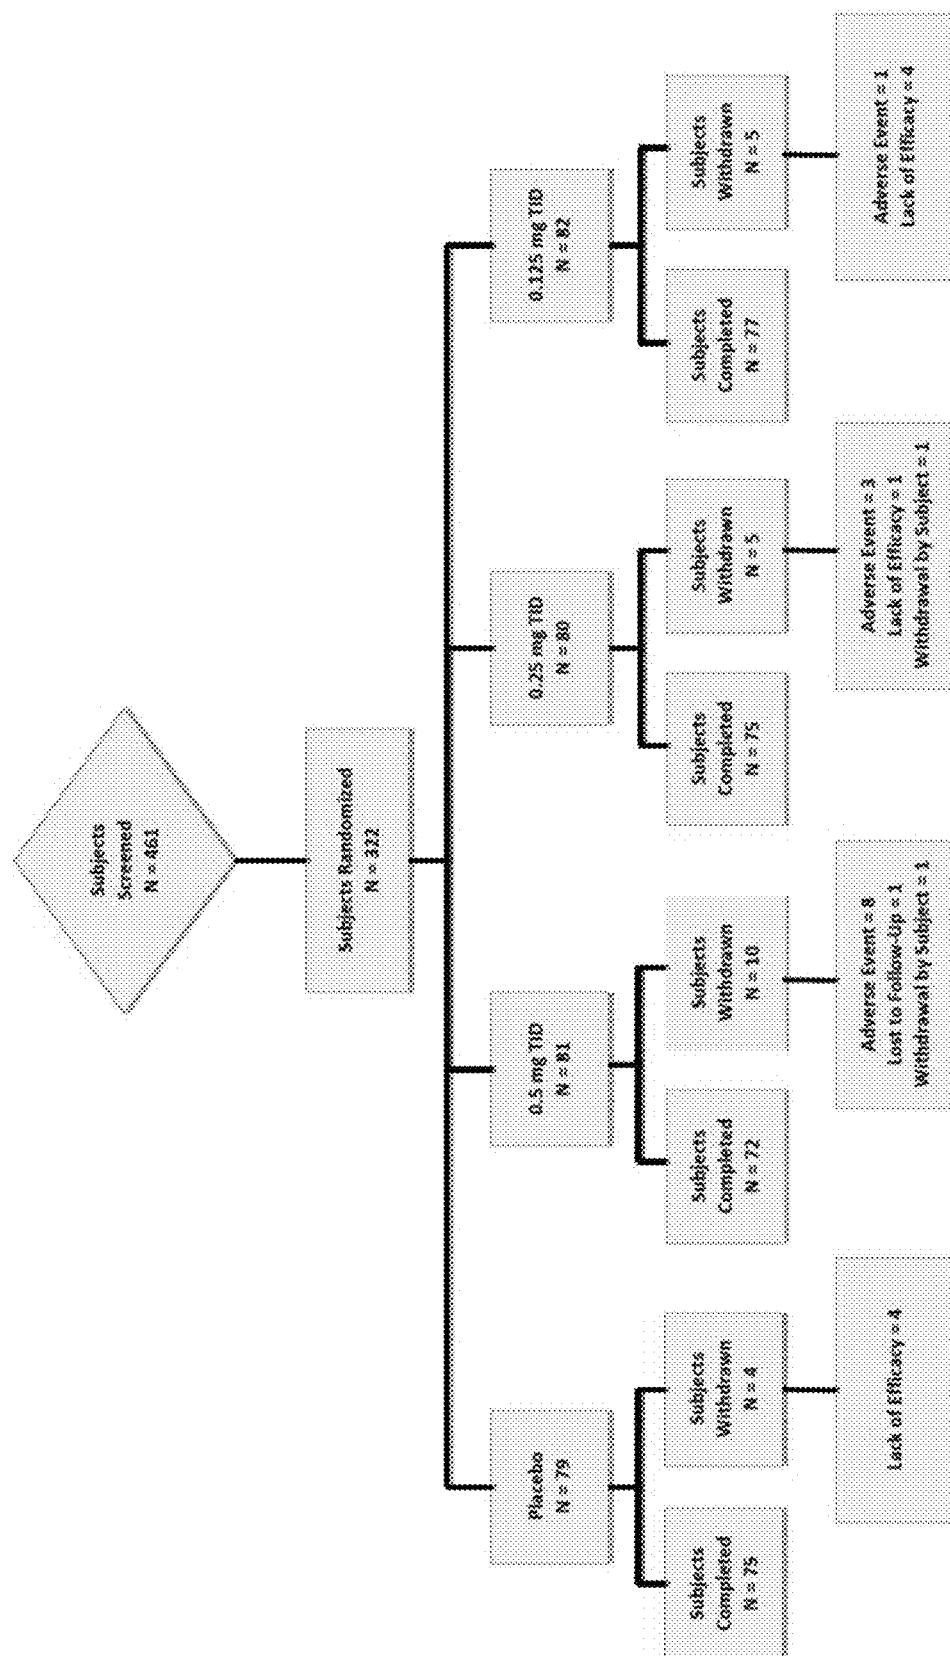 Subjects
Screened
N = 461
Subjects Randomized
N = 322
Placebo
N = 79
0.5 mg TID
N = 81
0.25 mg TID
N = 80
0.125 mg TID
N = 82
Subjects
Completed
N = 75
Subjects
Withdrawn
N = 4
Subjects
Completed
N = 72
Subjects
Withdrawn
N = 10
Subjects
Completed
N = 75
Subjects
Withdrawn
N = 5
Subjects
Completed
N = 77
Subjects
Withdrawn
N = 5
Lack of Efficacy = 4
Adverse Event = 8
Lost to Follow-Up = 1
Withdrawal by Subject = 1
Adverse Event = 3
Lack of Efficacy = 1
Withdrawal by Subject = 1
Adverse Event = 1
Lack of Efficacy = 4